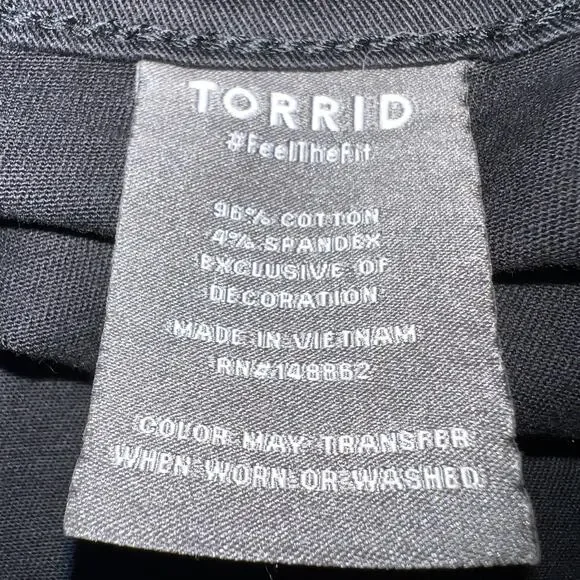 TORRID
#FeelTheFit
96% COTTON
4% SPANDEX
EXCLUSIVE OF
DECORATION
MADE IN VIETNAM
RN#148862
COLOR MAY TRANSFER
WHEN WORN OR WASHED